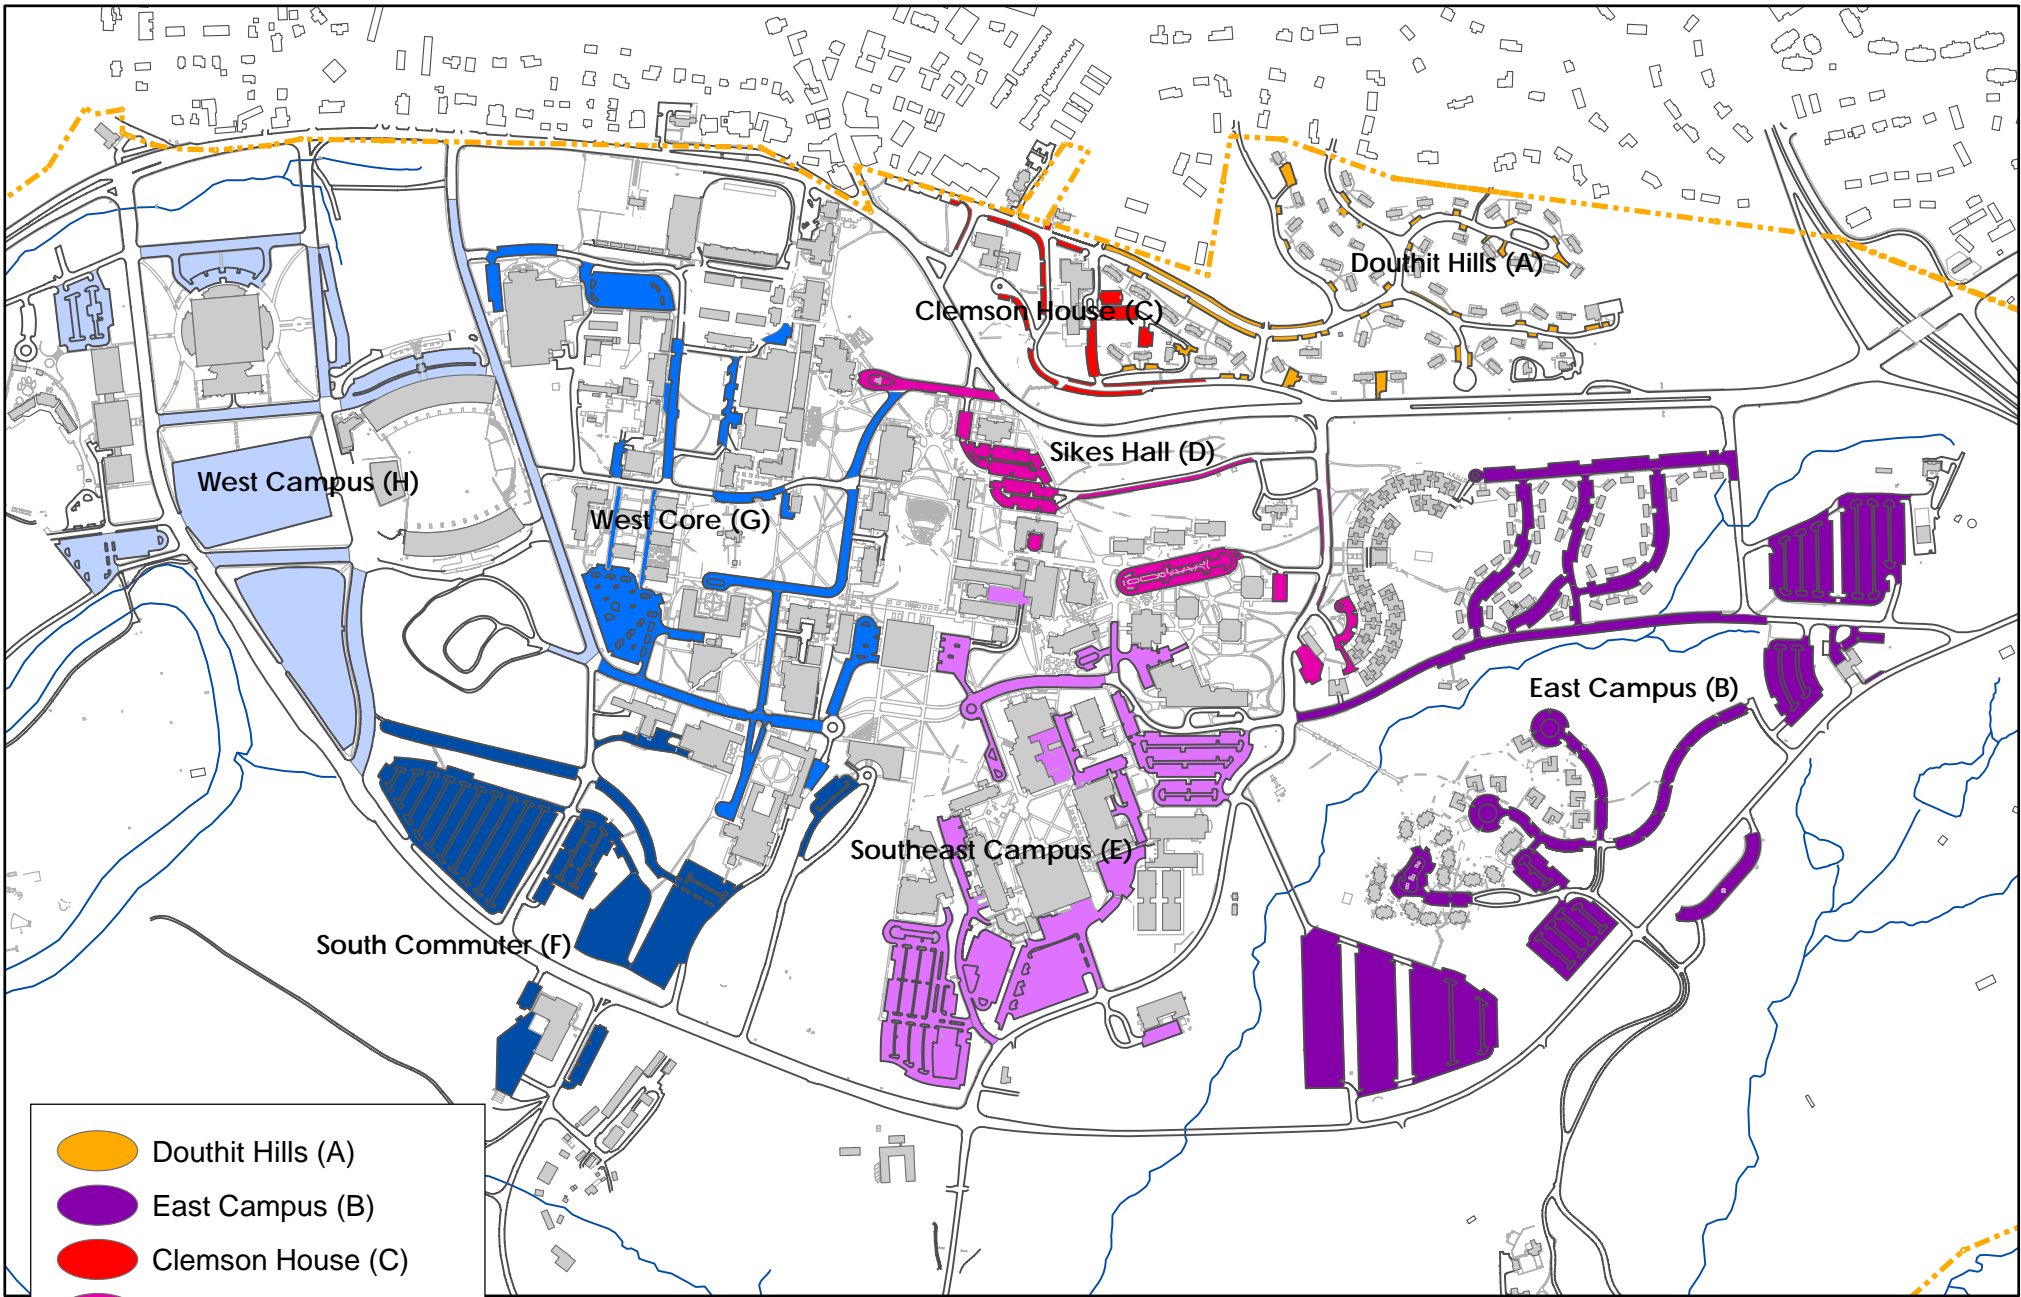 Douthit Hills (A)
Clemson House (C)
Sikes Hall (D)
West Campus (H)
West Core (G)
East Campus (B)
Southeast Campus (E)
South Commuter (F)
Douthit Hills (A)
East Campus (B)
Clemson House (C)